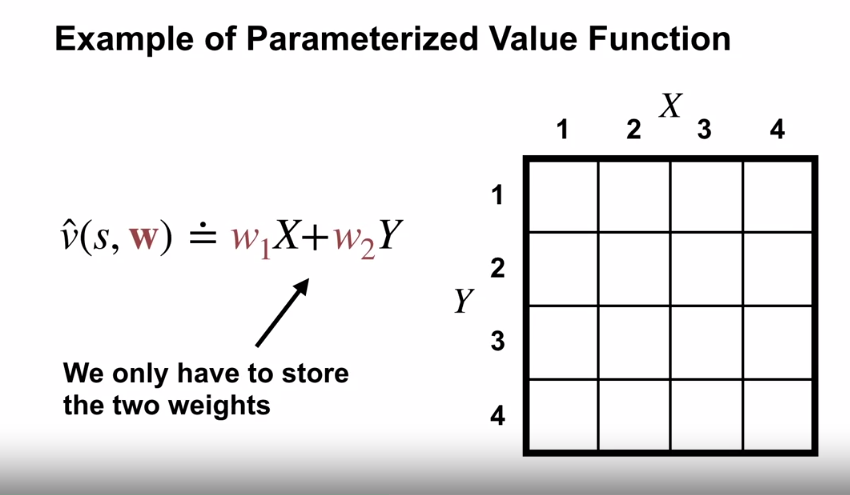 Example of Parameterized Value Function
X
1 2 3 4
1
2
Y
3
4
v̂(s, w) ≐ w₁X+w₂Y
We only have to store
the two weights